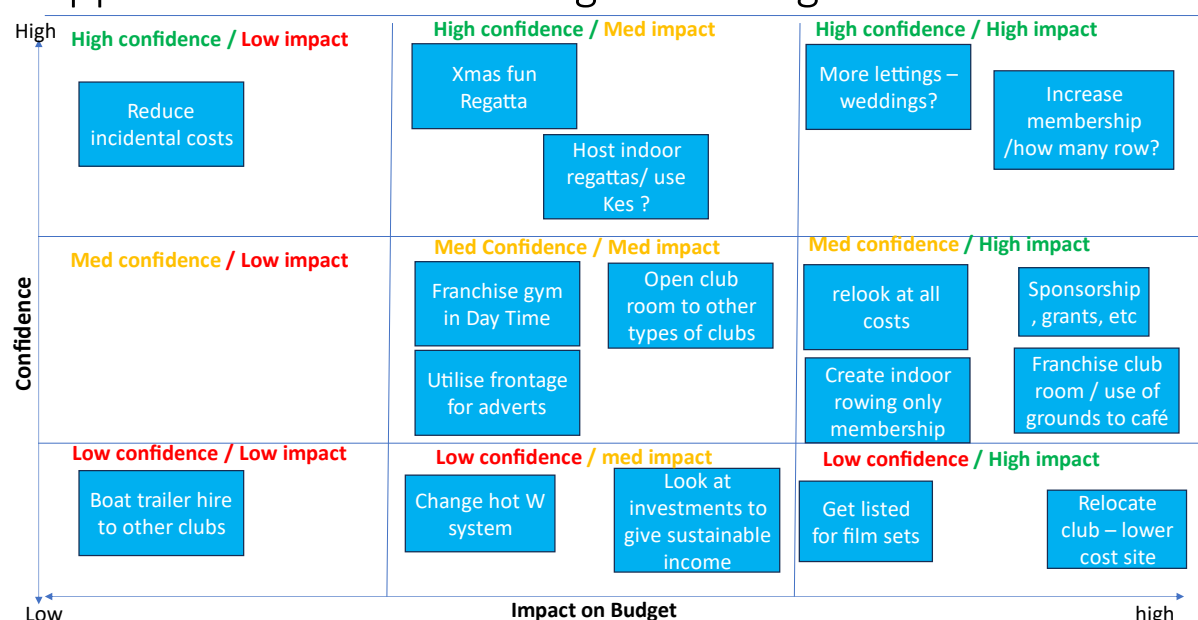 High
High confidence / Low impact
High confidence / Med impact
High confidence / High impact
Reduce
incidental costs
Xmas fun
Regatta
Host indoor
regattas/ use
Kes ?
More lettings –
weddings?
Increase
membership
/how many row?
Med confidence / Low impact
Med Confidence / Med impact
Med confidence / High impact
Franchise gym
in Day Time
Open club
room to other
types of clubs
Utilise frontage
for adverts
relook at all
costs
Sponsorship
, grants, etc
Create indoor
rowing only
membership
Franchise club
room / use of
grounds to café
Confidence
Low confidence / Low impact
Low confidence / med impact
Low confidence / High impact
Boat trailer hire
to other clubs
Change hot W
system
Look at
investments to
give sustainable
income
Get listed
for film sets
Relocate
club – lower
cost site
Low
Impact on Budget
high